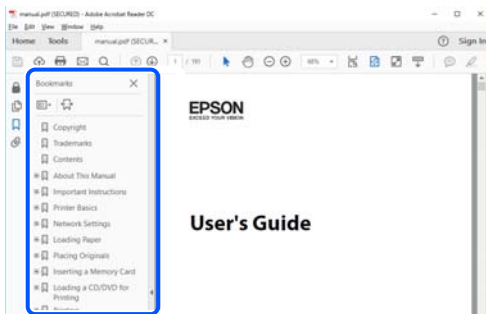 manual.pdf (SECURED) - Adobe Acrobat Reader DC
File Edit View Window Help
Home Tools manual.pdf (SECUR... ×
Sign In
1 / 191
Bookmarks
EPSON
EXCEED YOUR VISION
Copyright
Trademarks
Contents
About This Manual
Important Instructions
Printer Basics
Network Settings
User's Guide
Loading Paper
Placing Originals
Inserting a Memory Card
Loading a CD/DVD for
Printing